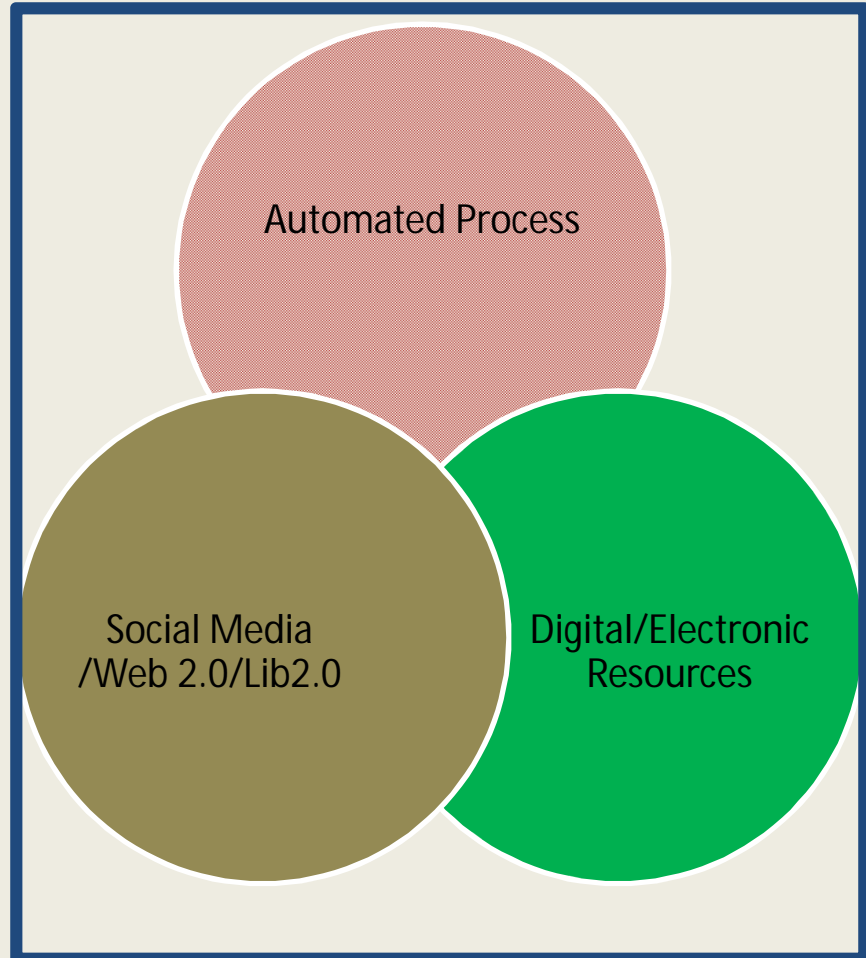 Automated Process
Social Media
/Web 2.0/Lib2.0
Digital/Electronic
Resources